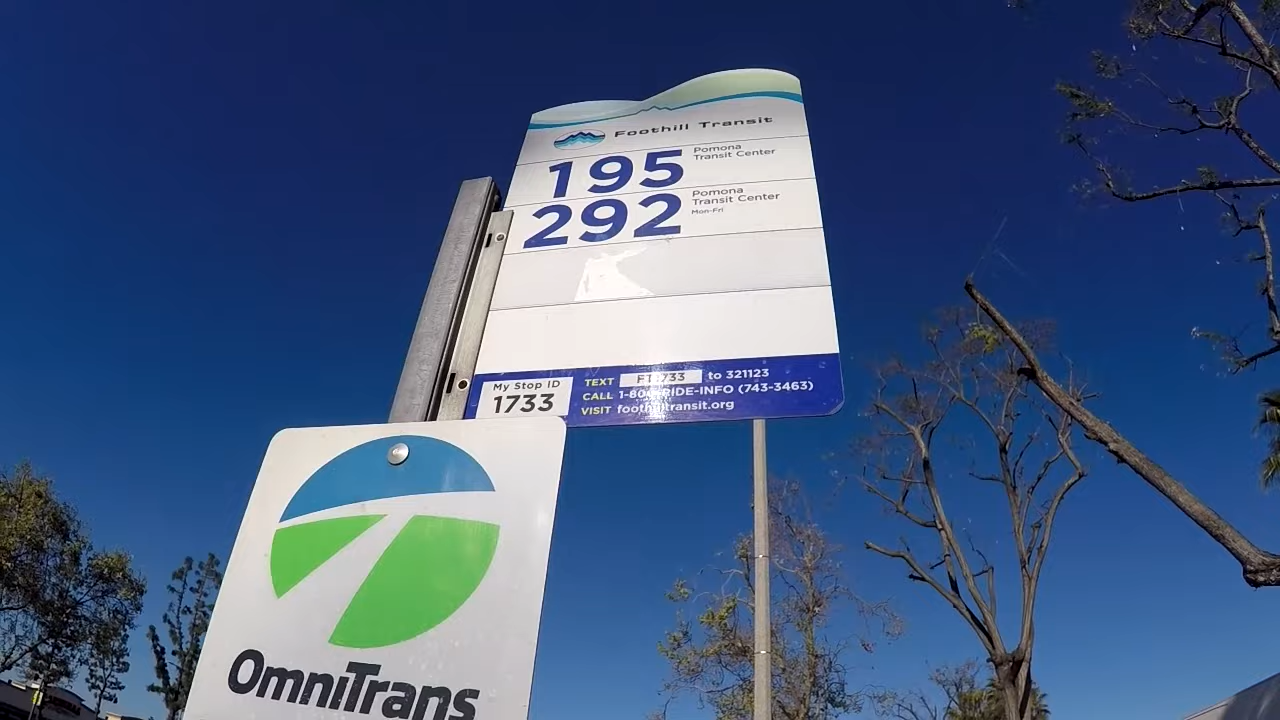 Foothill Transit
195 Pomona
Transit Center
292 Pomona
Transit Center
Mon-Fri
My Stop ID
1733
TEXT to 321123
CALL RIDE-INFO (743-3463)
VISIT foothilltransit.org
OmniTrans